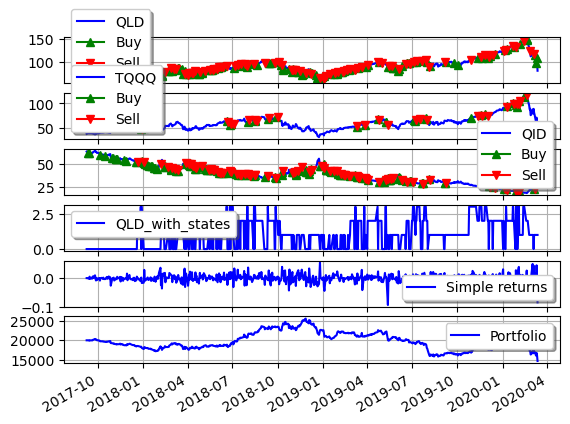 QLD
Buy
Sell
150
100
TQQQ
Buy
Sell
100
50
QID
Buy
Sell
50
25
QLD_with_states
2.5
0.0
Simple returns
0.0
−0.1
Portfolio
25000
20000
15000
2017-10
2018-01
2018-04
2018-07
2018-10
2019-01
2019-04
2019-07
2019-10
2020-01
2020-04